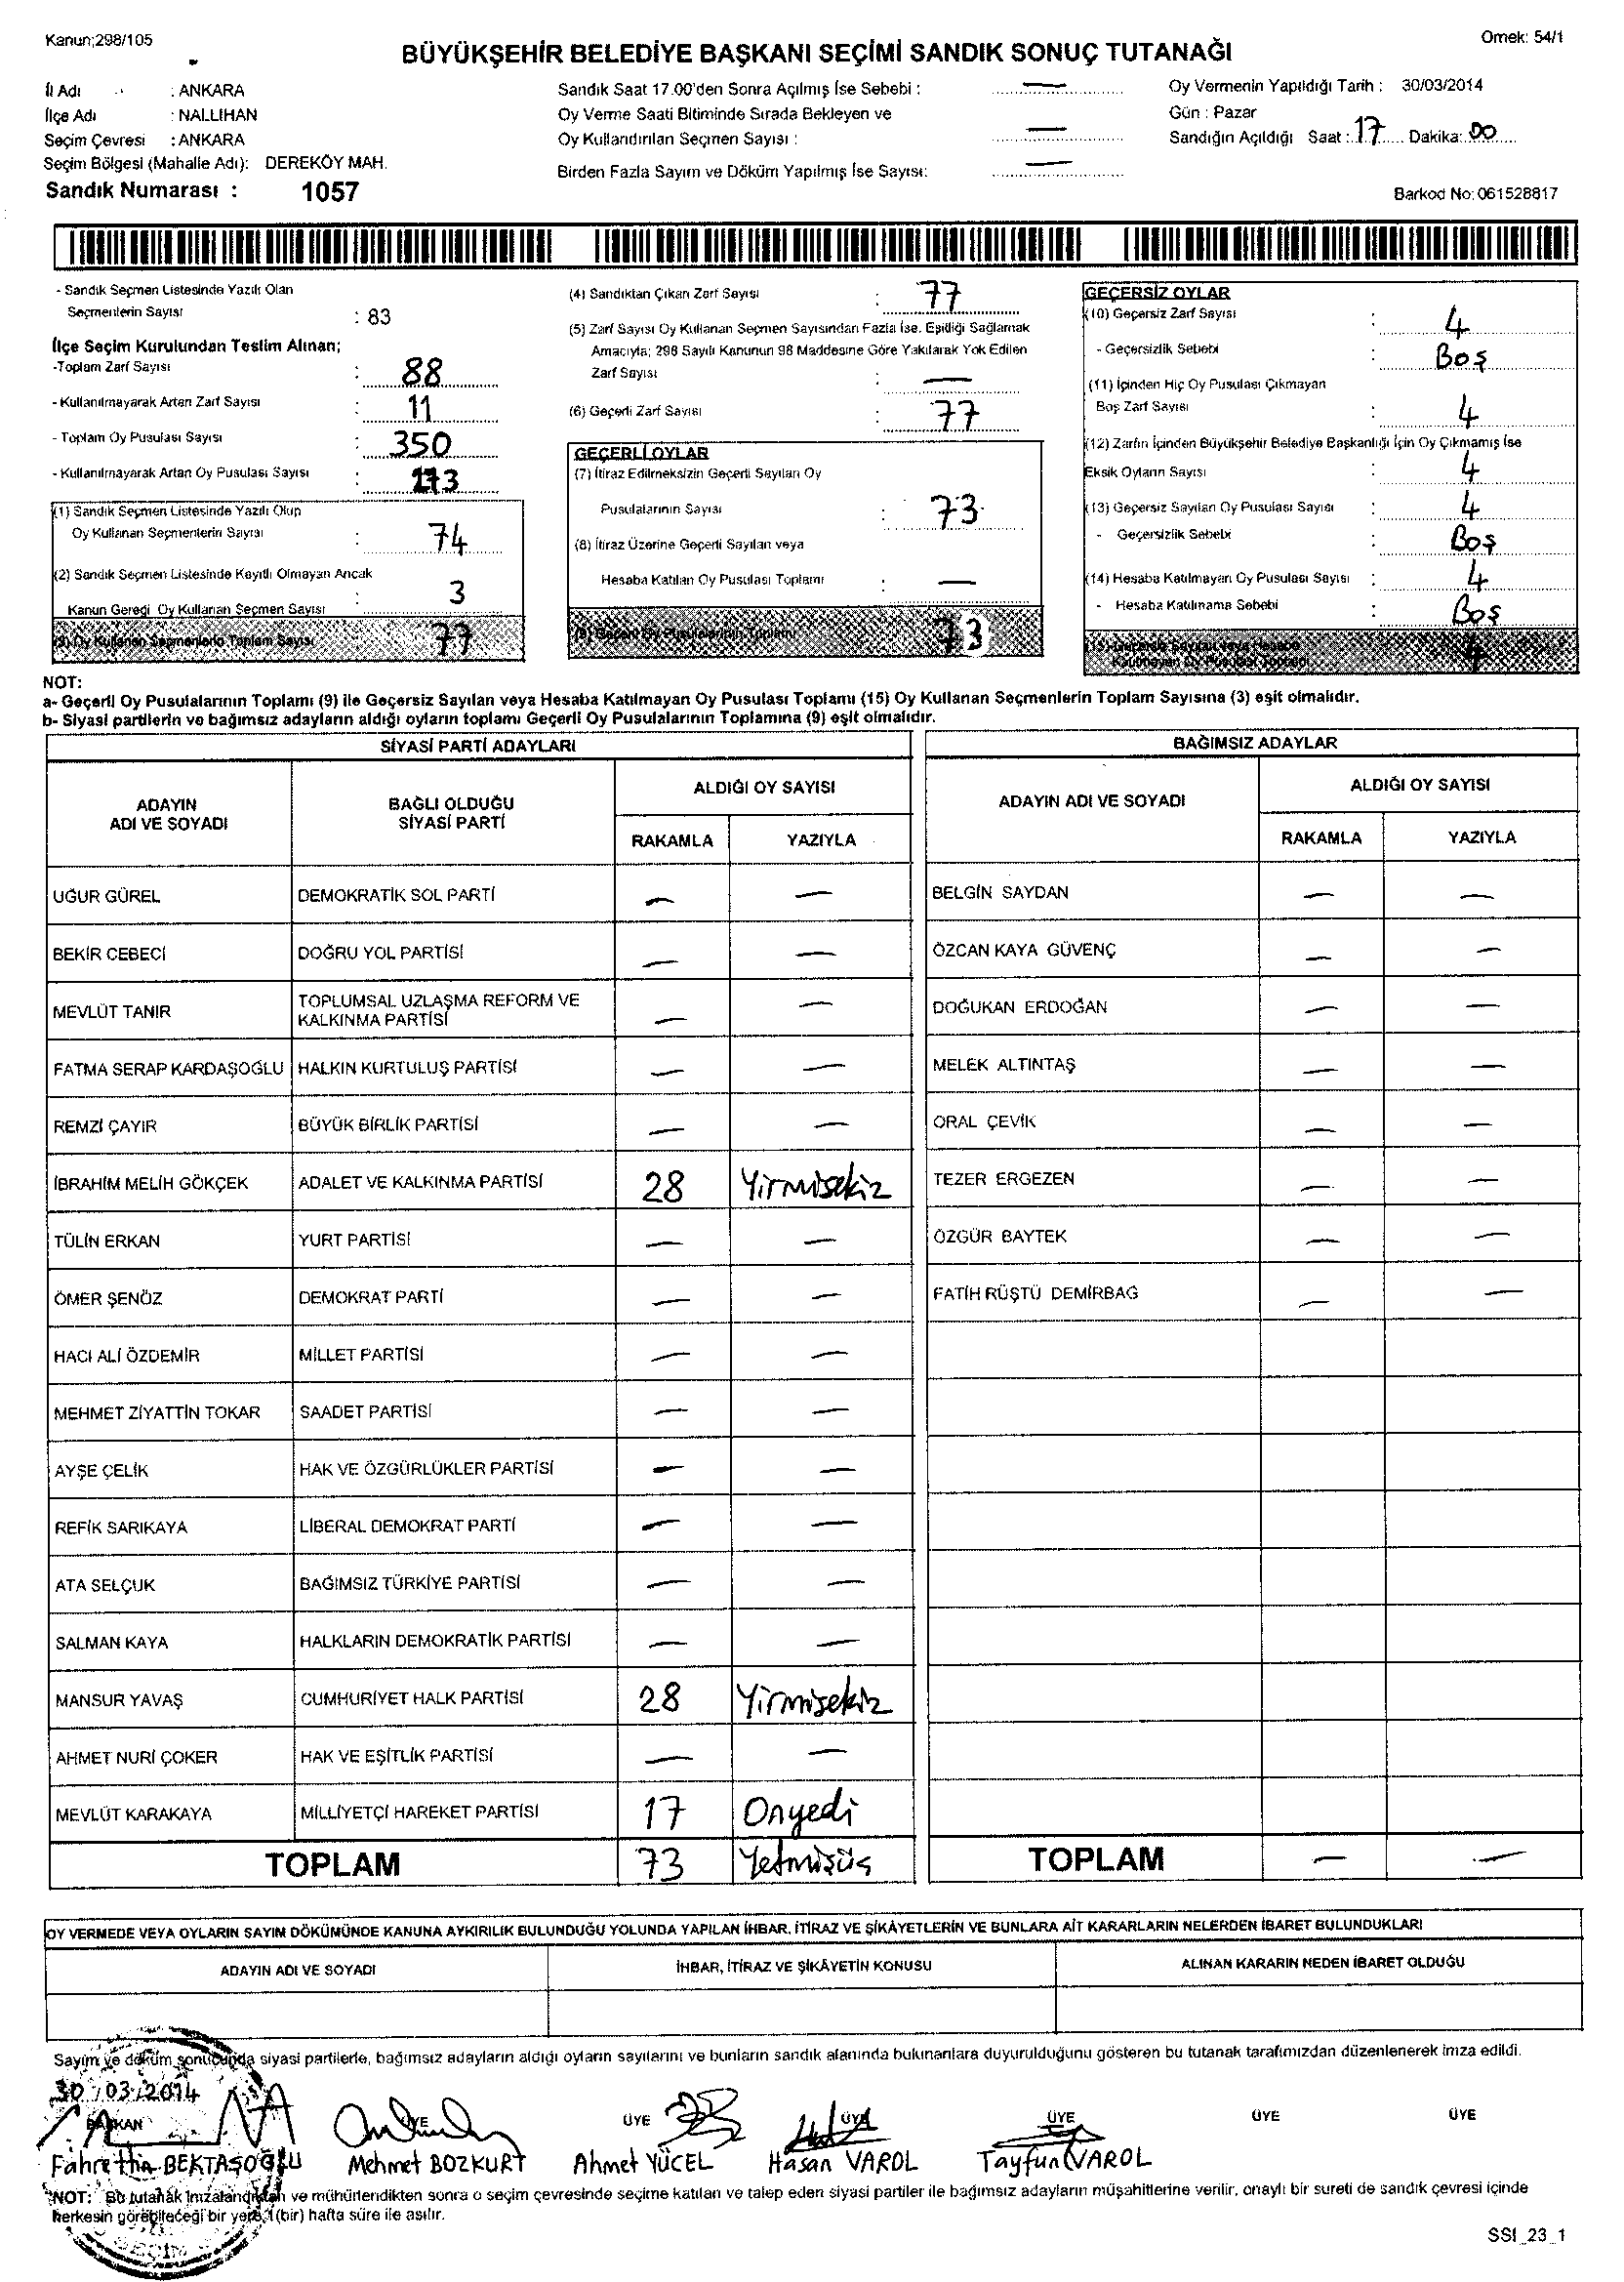 Kanun;298/105
Örnek: 54/1
BÜYÜKŞEHİR BELEDİYE BAŞKANI SEÇİMİ SANDIK SONUÇ TUTANAĞI
İl Adı : ANKARA
İlçe Adı : NALLIHAN
Seçim Çevresi : ANKARA
Seçim Bölgesi (Mahalle Adı): DEREKÖY MAH.
Sandık Numarası : 1057
Sandık Saat 17.00'den Sonra Açılmış İse Sebebi : —
Oy Verme Saati Bitiminde Sırada Bekleyen ve
Oy Kullandırılan Seçmen Sayısı : —
Birden Fazla Sayım ve Döküm Yapılmış İse Sayısı: —
Oy Vermenin Yapıldığı Tarih : 30/03/2014
Gün : Pazar
Sandığın Açıldığı Saat : 17 Dakika: 00
Barkod No: 061528817
- Sandık Seçmen Listesinde Yazılı Olan
Seçmenlerin Sayısı : 83
İlçe Seçim Kurulundan Teslim Alınan;
-Toplam Zarf Sayısı : 88
- Kullanılmayarak Artan Zarf Sayısı : 11
- Toplam Oy Pusulası Sayısı : 350
- Kullanılmayarak Artan Oy Pusulası Sayısı :
(1) Sandık Seçmen Listesinde Yazılı Olup
Oy Kullanan Seçmenlerin Sayısı : 74
(2) Sandık Seçmen Listesinde Kayıtlı Olmayan Ancak
Kanun Gereği Oy Kullanan Seçmen Sayısı : 3
(3) Oy Kullanan Seçmenlerin Toplam Sayısı 77
(4) Sandıktan Çıkan Zarf Sayısı : 77
(5) Zarf Sayısı Oy Kullanan Seçmen Sayısından Fazla İse, Eşitliği Sağlamak
Amacıyla; 298 Sayılı Kanunun 98 Maddesine Göre Yakılarak Yok Edilen
Zarf Sayısı : —
(6) Geçerli Zarf Sayısı : 77
GEÇERLİ OYLAR
(7) İtiraz Edilmeksizin Geçerli Sayılan Oy
Pusulalarının Sayısı : 73
(8) İtiraz Üzerine Geçerli Sayılan veya
Hesaba Katılan Oy Pusulası Toplamı : —
(9) Geçerli Oy Pusulalarının Toplamı 73
GEÇERSİZ OYLAR
(10) Geçersiz Zarf Sayısı : 4
- Geçersizlik Sebebi : Boş
(11) İçinden Hiç Oy Pusulası Çıkmayan
Boş Zarf Sayısı : 4
(12) Zarfın İçinden Büyükşehir Belediye Başkanlığı İçin Oy Çıkmamış İse
Eksik Oyların Sayısı : 4
(13) Geçersiz Sayılan Oy Pusulası Sayısı : 4
- Geçersizlik Sebebi : Boş
(14) Hesaba Katılmayan Oy Pusulası Sayısı : 4
- Hesaba Katılmama Sebebi : Boş
(15) Geçersiz Sayılan veya Hesaba
Katılmayan Oy Pusulası Toplamı 4
NOT:
a- Geçerli Oy Pusulalarının Toplamı (9) ile Geçersiz Sayılan veya Hesaba Katılmayan Oy Pusulası Toplamı (15) Oy Kullanan Seçmenlerin Toplam Sayısına (3) eşit olmalıdır.
b- Siyasi partilerin ve bağımsız adayların aldığı oyların toplamı Geçerli Oy Pusulalarının Toplamına (9) eşit olmalıdır.
SİYASİ PARTİ ADAYLARI
ADAYIN ADI VE SOYADI
BAĞLI OLDUĞU SİYASİ PARTİ
ALDIĞI OY SAYISI
RAKAMLA YAZIYLA
UĞUR GÜREL DEMOKRATİK SOL PARTİ — —
BEKİR CEBECİ DOĞRU YOL PARTİSİ — —
MEVLÜT TANIR TOPLUMSAL UZLAŞMA REFORM VE KALKINMA PARTİSİ — —
FATMA SERAP KARDAŞOĞLU HALKIN KURTULUŞ PARTİSİ — —
REMZİ ÇAYIR BÜYÜK BİRLİK PARTİSİ — —
İBRAHİM MELİH GÖKÇEK ADALET VE KALKINMA PARTİSİ 28 Yirmisekiz
TÜLİN ERKAN YURT PARTİSİ — —
ÖMER ŞENÖZ DEMOKRAT PARTİ — —
HACI ALİ ÖZDEMİR MİLLET PARTİSİ — —
MEHMET ZİYATTİN TOKAR SAADET PARTİSİ — —
AYŞE ÇELİK HAK VE ÖZGÜRLÜKLER PARTİSİ — —
REFİK SARIKAYA LİBERAL DEMOKRAT PARTİ — —
ATA SELÇUK BAĞIMSIZ TÜRKİYE PARTİSİ — —
SALMAN KAYA HALKLARIN DEMOKRATİK PARTİSİ — —
MANSUR YAVAŞ CUMHURİYET HALK PARTİSİ 28 Yirmisekiz
AHMET NURİ ÇOKER HAK VE EŞİTLİK PARTİSİ — —
MEVLÜT KARAKAYA MİLLİYETÇİ HAREKET PARTİSİ 17 Onyedi
TOPLAM 73 Yetmişüç
BAĞIMSIZ ADAYLAR
ADAYIN ADI VE SOYADI
ALDIĞI OY SAYISI
RAKAMLA YAZIYLA
BELGİN SAYDAN — —
ÖZCAN KAYA GÜVENÇ — —
DOĞUKAN ERDOĞAN — —
MELEK ALTINTAŞ — —
ORAL ÇEVİK — —
TEZER ERGEZEN — —
ÖZGÜR BAYTEK — —
FATİH RÜŞTÜ DEMİRBAĞ — —
TOPLAM — —
OY VERMEDE VEYA OYLARIN SAYIM DÖKÜMÜNDE KANUNA AYKIRILIK BULUNDUĞU YOLUNDA YAPILAN İHBAR, İTİRAZ VE ŞİKÂYETLERİN VE BUNLARA AİT KARARLARIN NELERDEN İBARET BULUNDUKLARI
ADAYIN ADI VE SOYADI
İHBAR, İTİRAZ VE ŞİKÂYETİN KONUSU
ALINAN KARARIN NEDEN İBARET OLDUĞU
Sayım ve döküm sonucunda siyasi partilerle, bağımsız adayların aldığı oyların sayılarını ve bunların sandık alanında bulunanlara duyurulduğunu gösteren bu tutanak tarafımızdan düzenlenerek imza edildi.
30/03/2014
BAŞKAN ÜYE ÜYE ÜYE ÜYE ÜYE ÜYE
Fahrettin BEKTAŞOĞLU Mehmet BOZKURT Ahmet YÜCEL Hasan VAROL Tayfun VAROL
NOT: Bu tutanak imzalandıktan ve mühürlendikten sonra o seçim çevresinde seçime katılan ve talep eden siyasi partiler ile bağımsız adayların müşahitlerine verilir, onaylı bir sureti de sandık çevresi içinde
herkesin görebileceği bir yere 1 (bir) hafta süre ile asılır.
SEÇİM
SSI_23_1